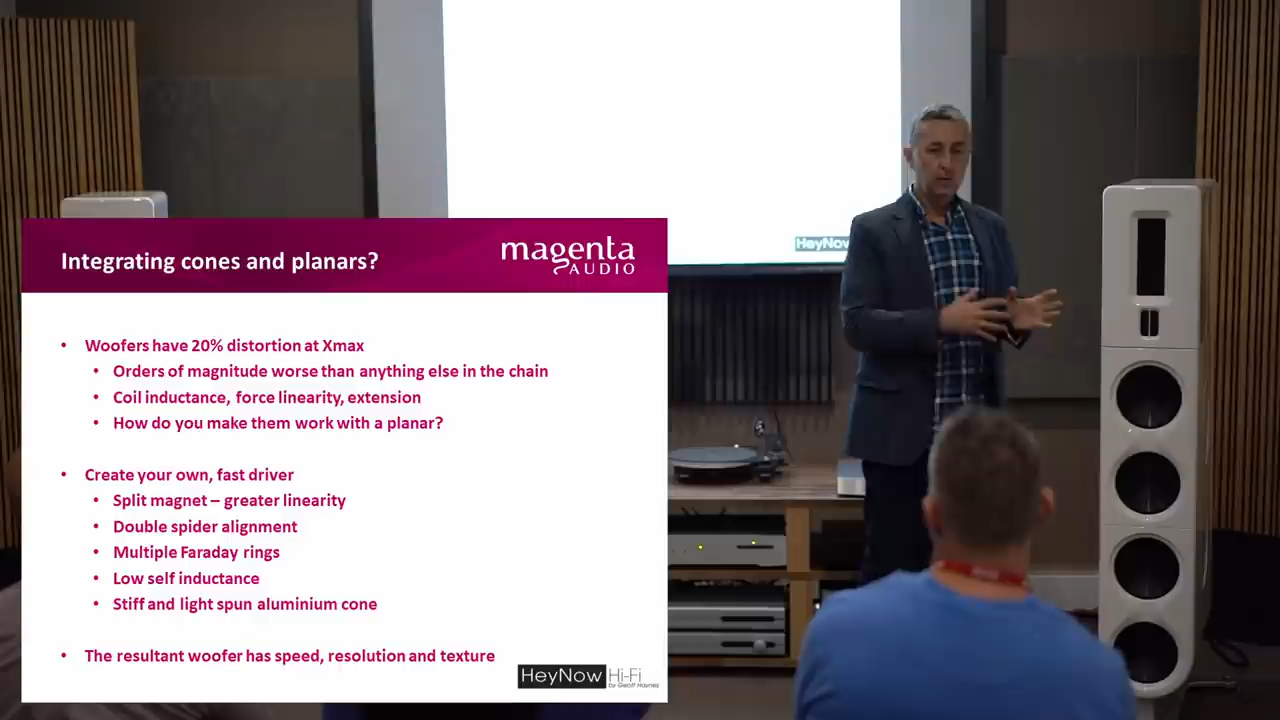 HeyNow
Integrating cones and planars?
magenta
AUDIO
• Woofers have 20% distortion at Xmax
• Orders of magnitude worse than anything else in the chain
• Coil inductance, force linearity, extension
• How do you make them work with a planar?
• Create your own, fast driver
• Split magnet – greater linearity
• Double spider alignment
• Multiple Faraday rings
• Low self inductance
• Stiff and light spun aluminium cone
• The resultant woofer has speed, resolution and texture
HeyNow Hi-Fi
by Geoff Haynes